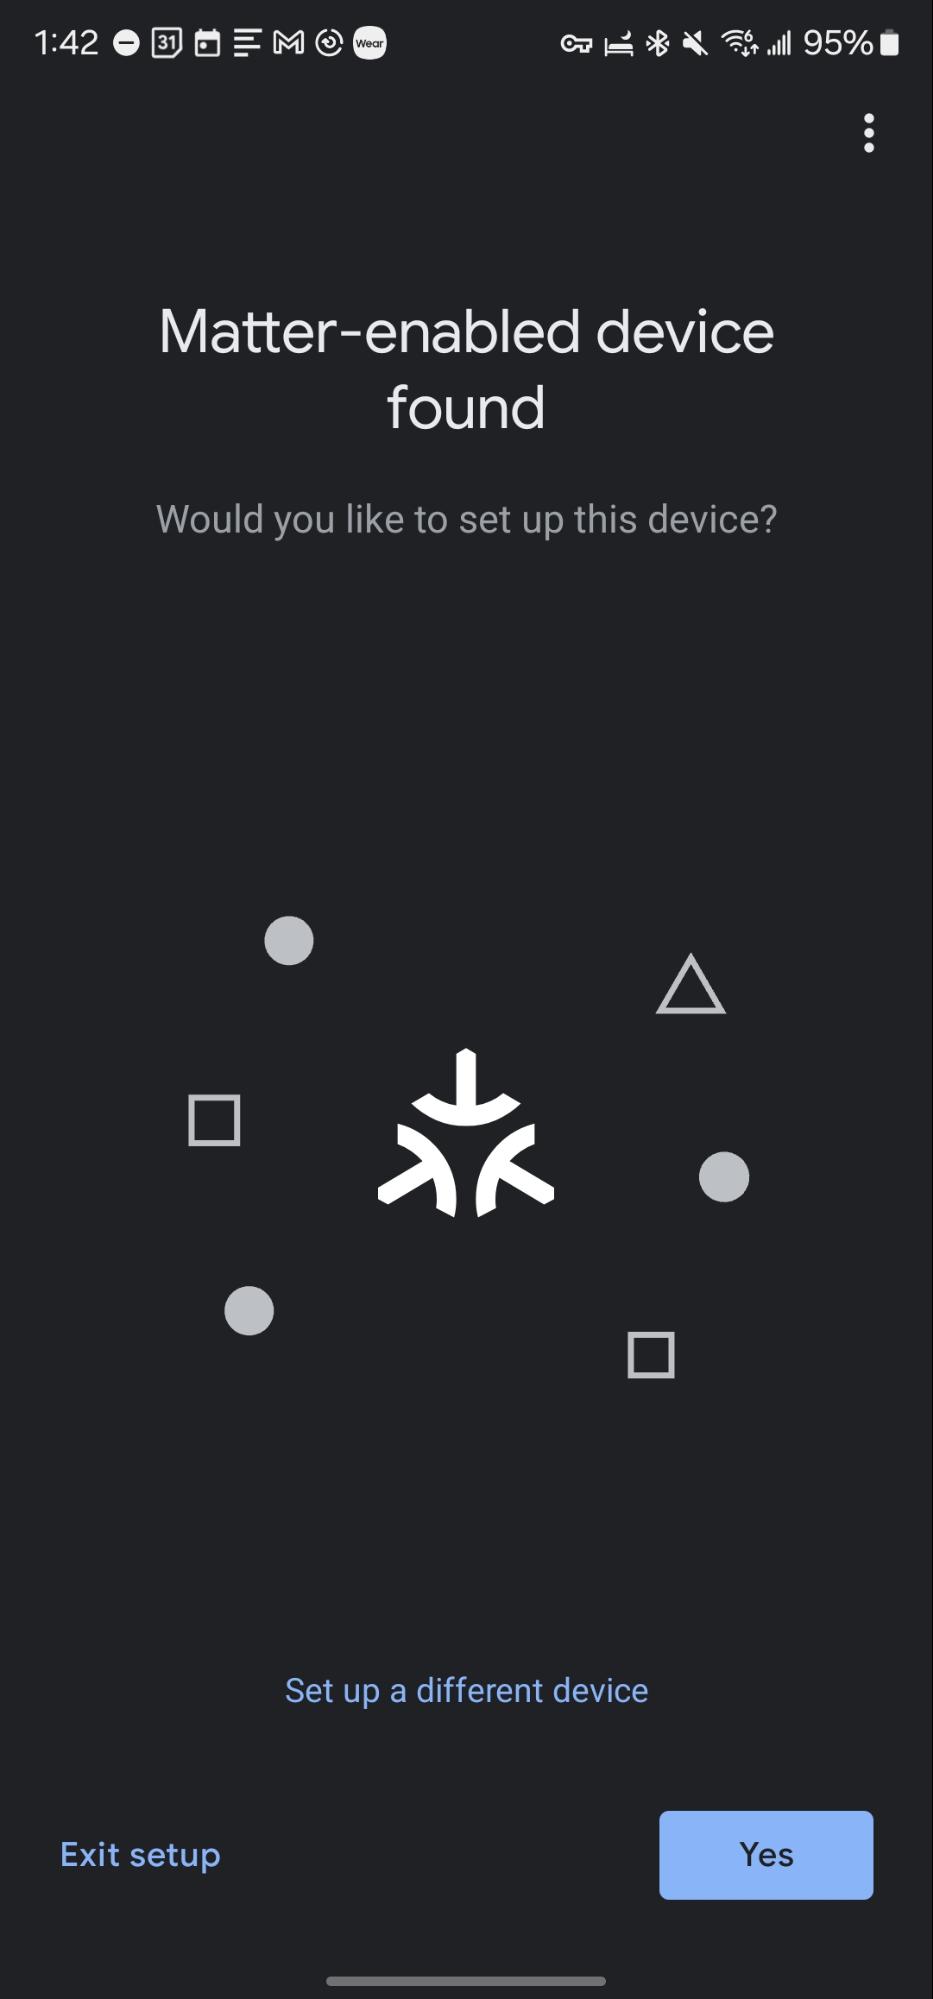 1:42 31 Wear 6 95%
Matter-enabled device
found
Would you like to set up this device?
Set up a different device
Exit setup Yes